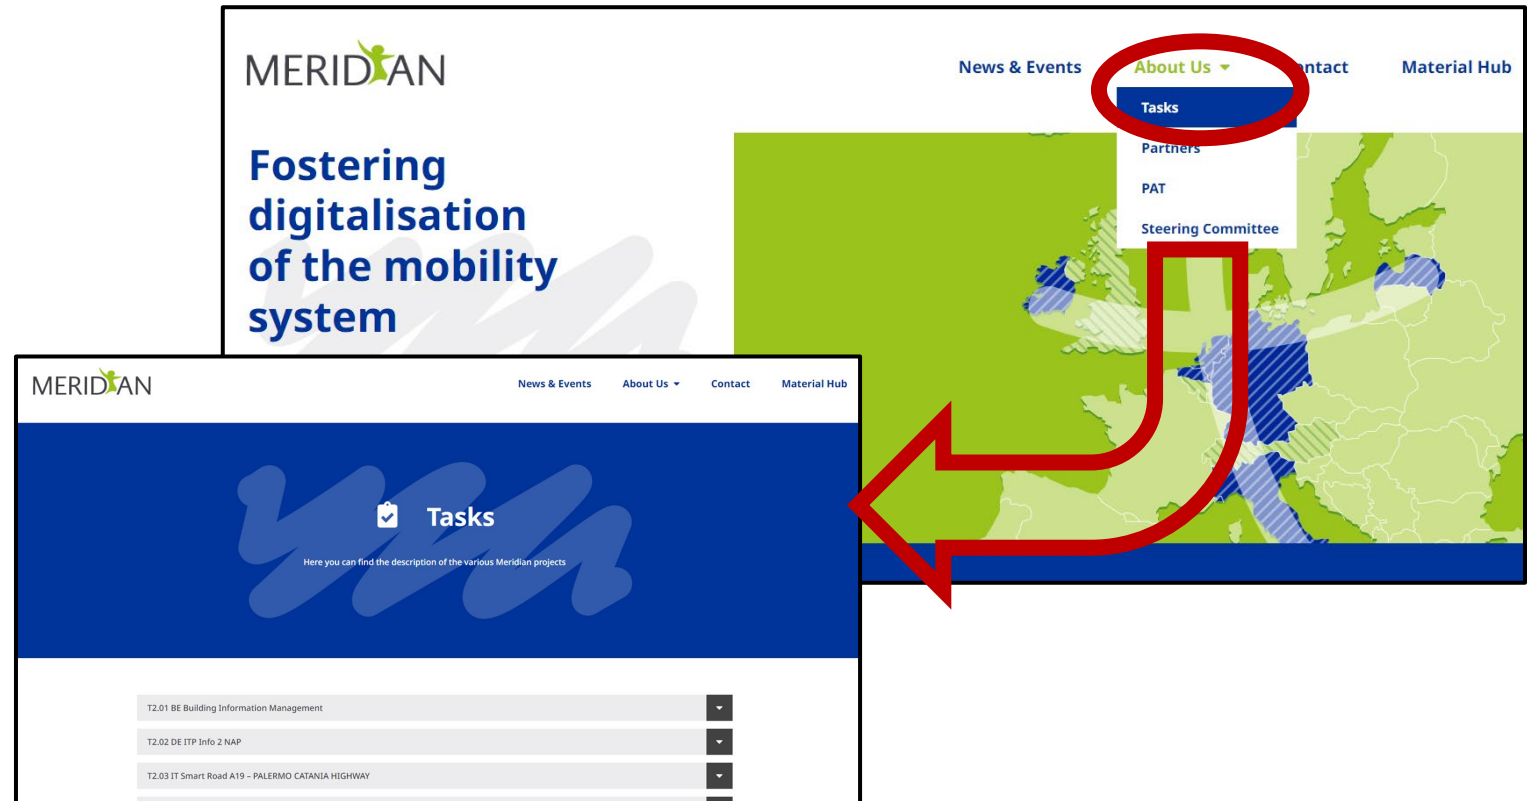 MERIDIAN
News & Events
About Us
Contact
Material Hub
Tasks
Partners
PAT
Steering Committee
Fostering
digitalisation
of the mobility
system
MERIDIAN
News & Events
About Us
Contact
Material Hub
Tasks
Here you can find the description of the various Meridian projects
T2.01 BE Building Information Management
T2.02 DE ITP Info 2 NAP
T2.03 IT Smart Road A19 – PALERMO CATANIA HIGHWAY